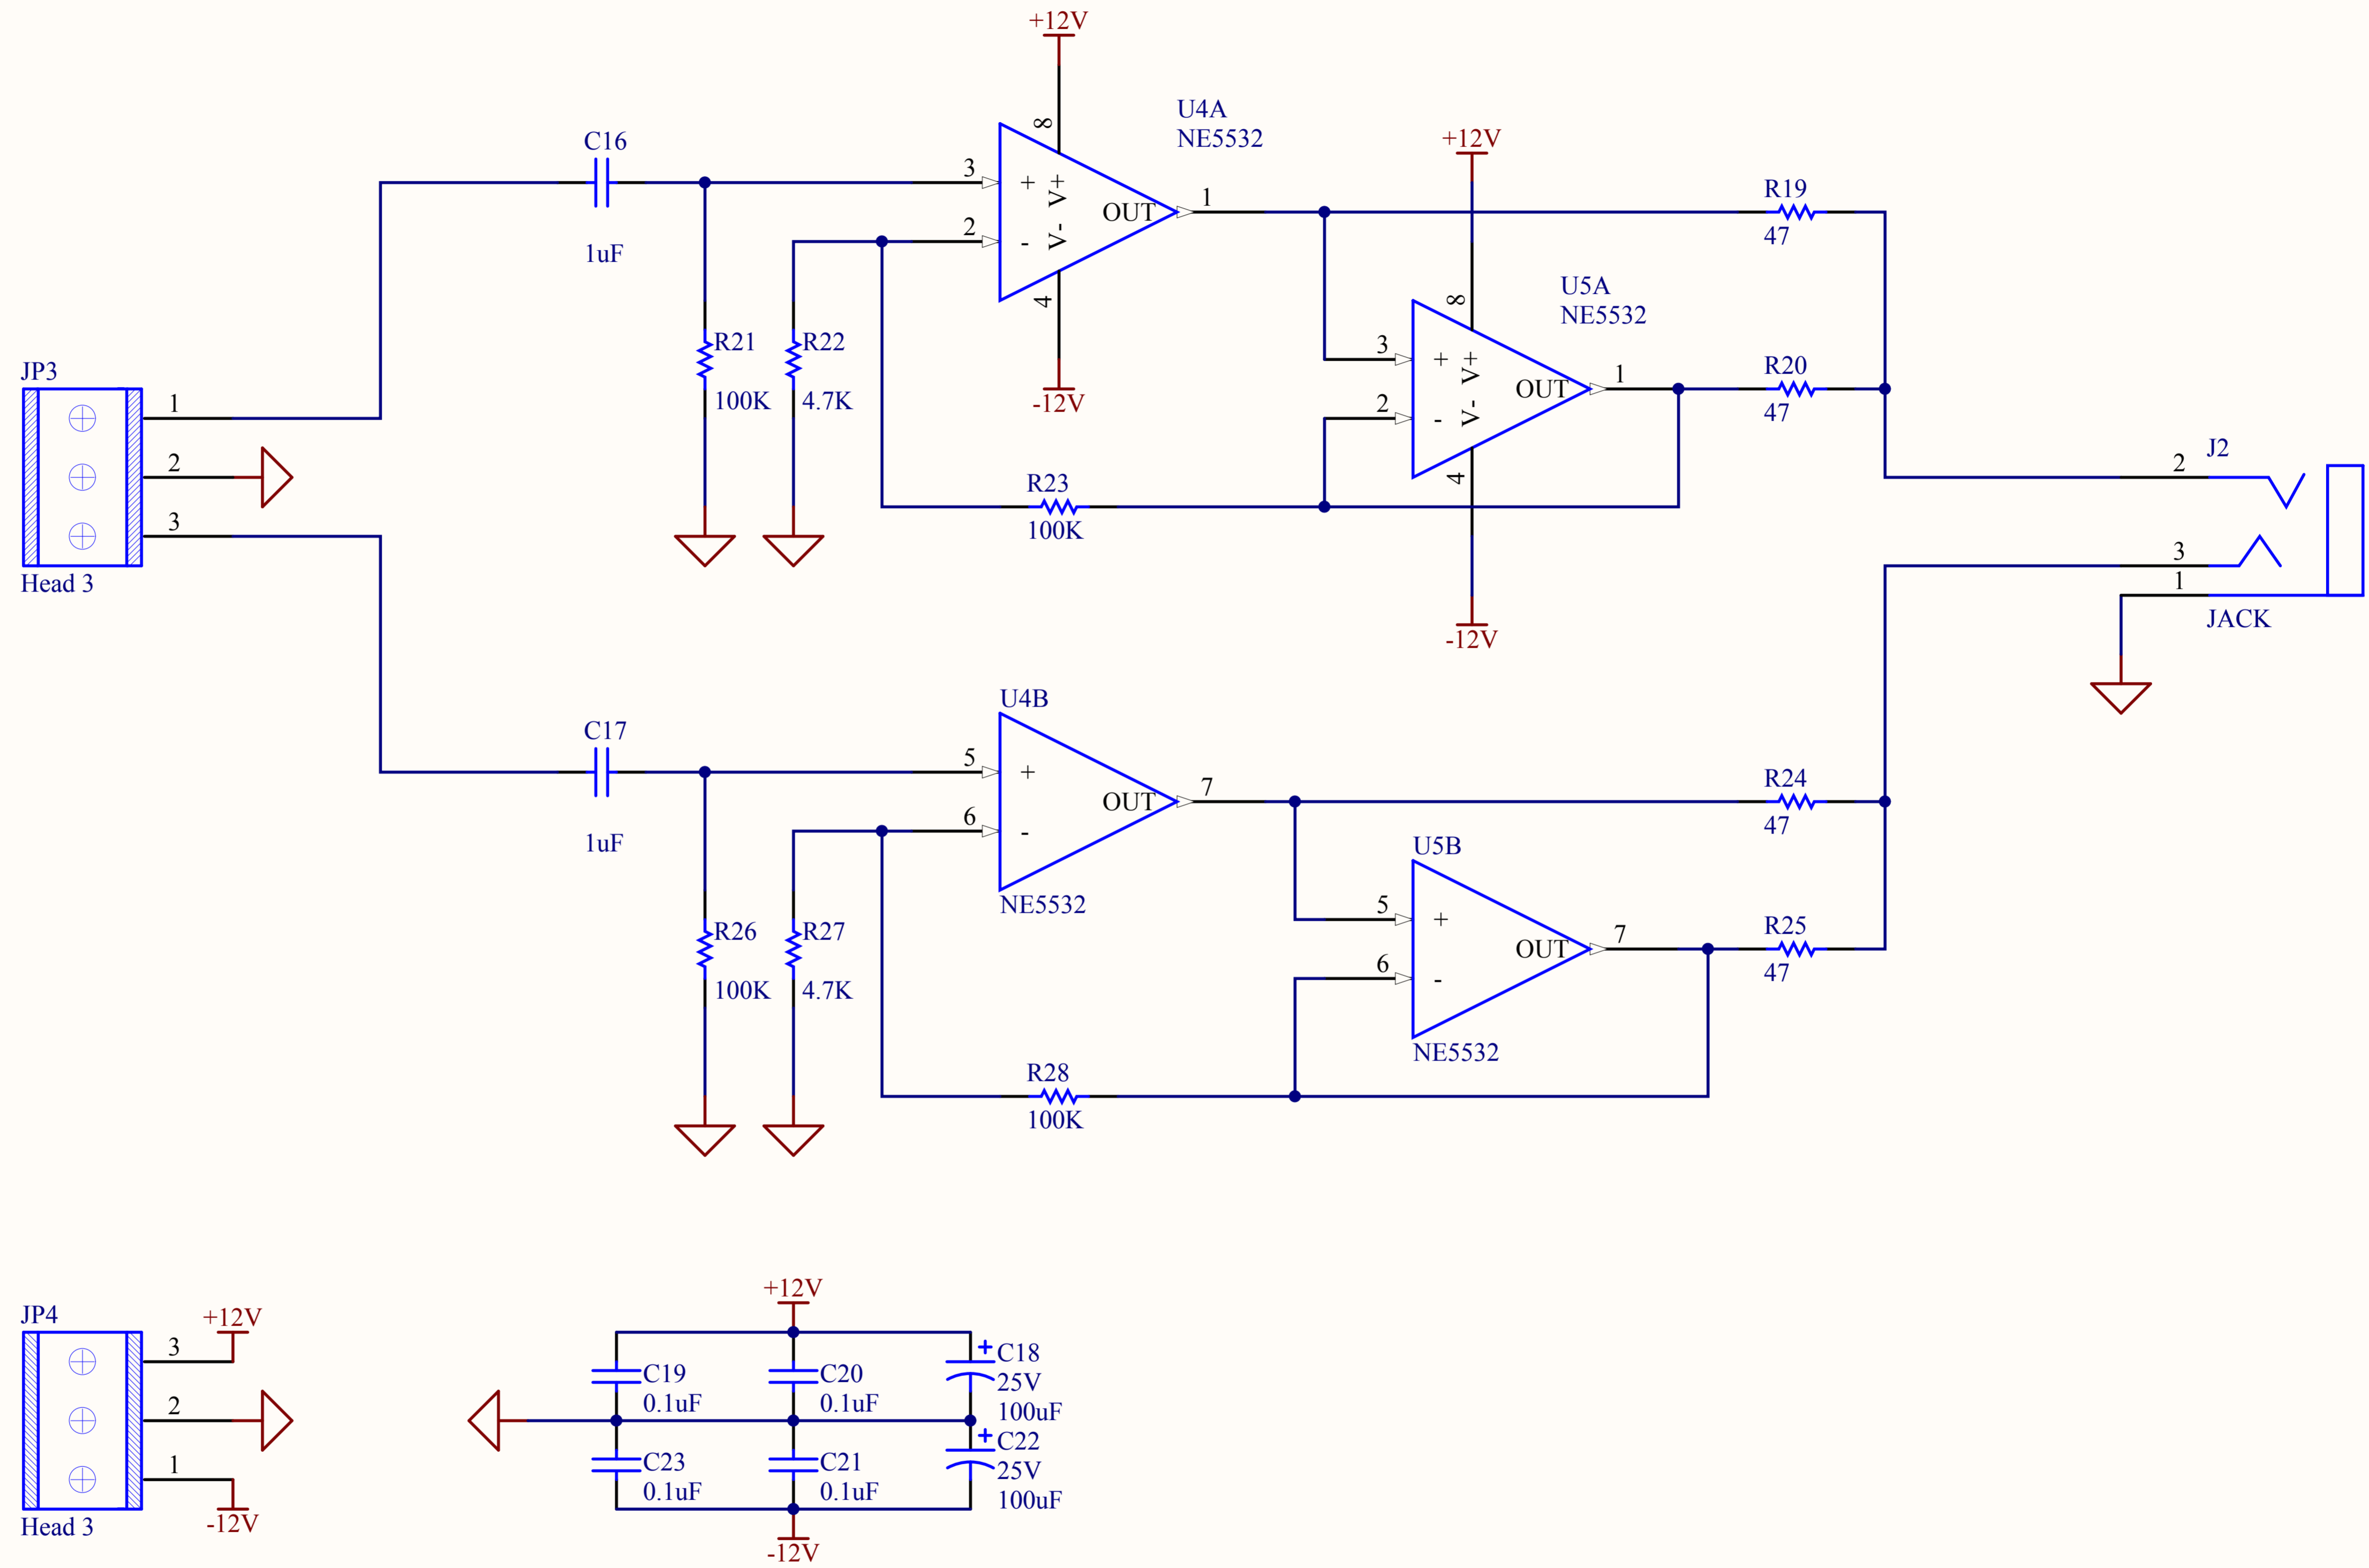 +12V
8
U4A
NE5532
C16
1uF
3
2
+
-
V+
V-
OUT
1
4
-12V
+12V
8
U5A
NE5532
3
2
+
-
V+
V-
OUT
1
4
-12V
R19
47
R20
47
R21
100K
R22
4.7K
R23
100K
JP3
1
2
3
Head 3
J2
2
3
1
JACK
C17
1uF
U4B
5
6
+
-
OUT
7
NE5532
U5B
5
6
+
-
OUT
7
NE5532
R24
47
R25
47
R26
100K
R27
4.7K
R28
100K
JP4
3
2
1
Head 3
+12V
-12V
+12V
C19
0.1uF
C20
0.1uF
+
C18
25V
100uF
C23
0.1uF
C21
0.1uF
+
C22
25V
100uF
-12V